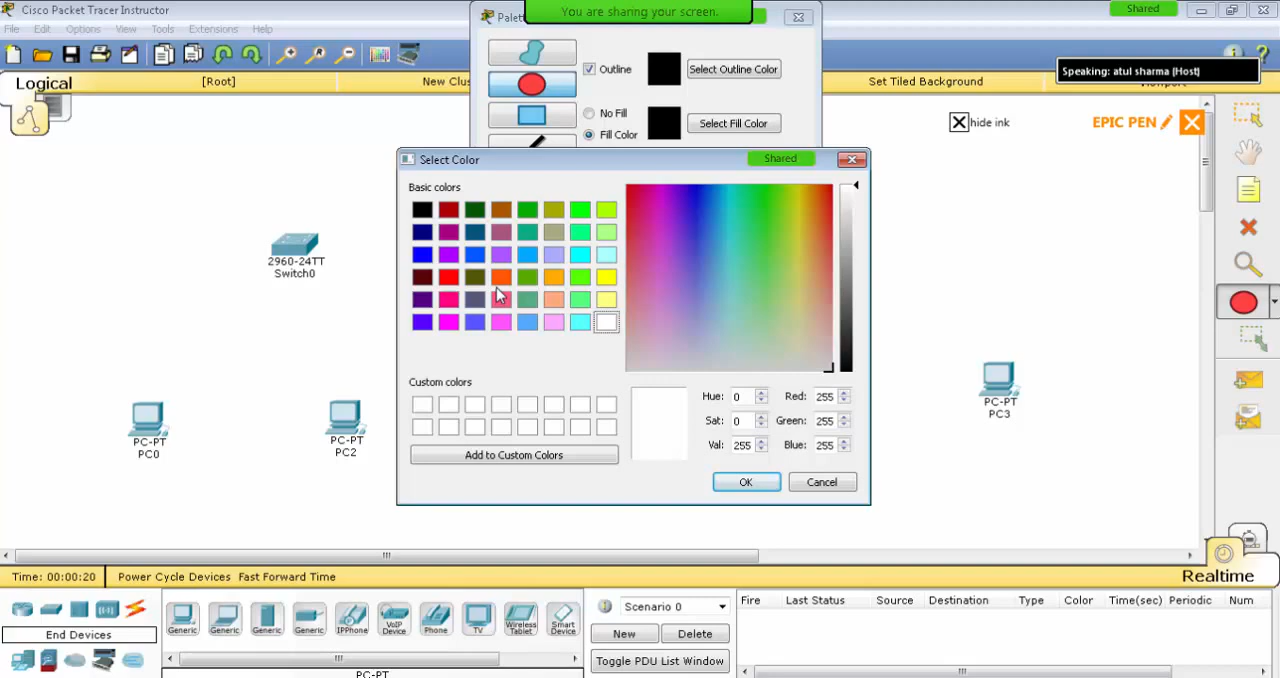 Cisco Packet Tracer Instructor
You are sharing your screen.
Shared
File Edit Options View Tools Extensions Help
Outline
Select Outline Color
No Fill
Fill Color
Select Fill Color
Logical
[Root]
Set Tiled Background
Speaking: atul sharma (Host)
hide ink
EPIC PEN
Select Color
Shared
Basic colors
Custom colors
Hue: 0
Red: 255
Sat: 0
Green: 255
Val: 255
Blue: 255
Add to Custom Colors
OK
Cancel
2960-24TT
Switch0
PC-PT
PC0
PC-PT
PC2
PC-PT
PC3
Time: 00:00:20
Power Cycle Devices Fast Forward Time
Realtime
End Devices
Generic
Generic
Generic
Generic
IPPhone
VoIP
Device
Phone
TV
Wireless
Tablet
Smart
Device
PC-PT
Scenario 0
New
Delete
Toggle PDU List Window
Fire Last Status Source Destination Type Color Time(sec) Periodic Num